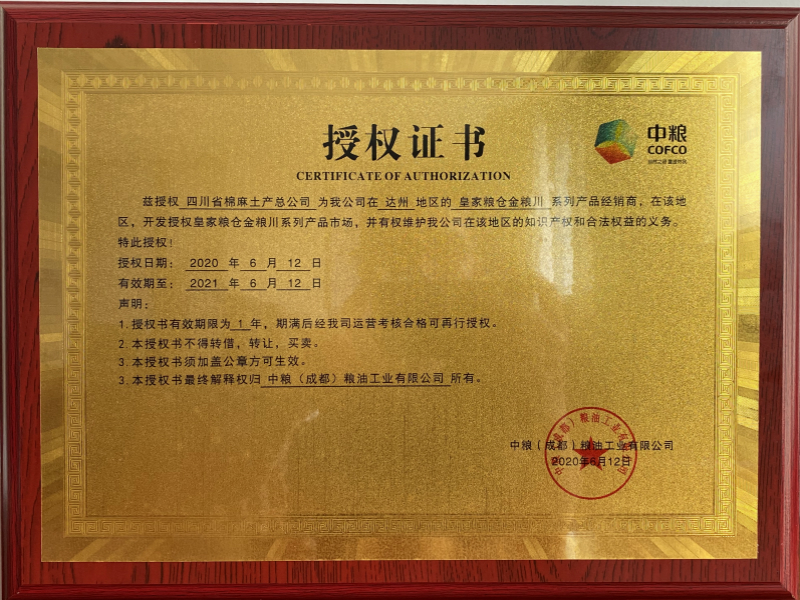 授权证书
CERTIFICATE OF AUTHORIZATION
中粮
COFCO
兹授权 四川省棉麻土产总公司 为我公司在 达州 地区的 皇家粮仓金粮川 系列产品经销商，在该地
区，开发授权皇家粮仓金粮川系列产品市场，并有权维护我公司在该地区的知识产权和合法权益的义务。
特此授权！
授权日期： 2020 年 6 月 12 日
有效期至： 2021 年 6 月 12 日
声明：
1.授权书有效期限为 1 年，期满后经我司运营考核合格可再行授权。
2.本授权书不得转借，转让，买卖。
3.本授权书须加盖公章方可生效。
3.本授权书最终解释权归 中粮（成都）粮油工业有限公司 所有。
中粮（成都）粮油工业有限公司
2020年6月12日